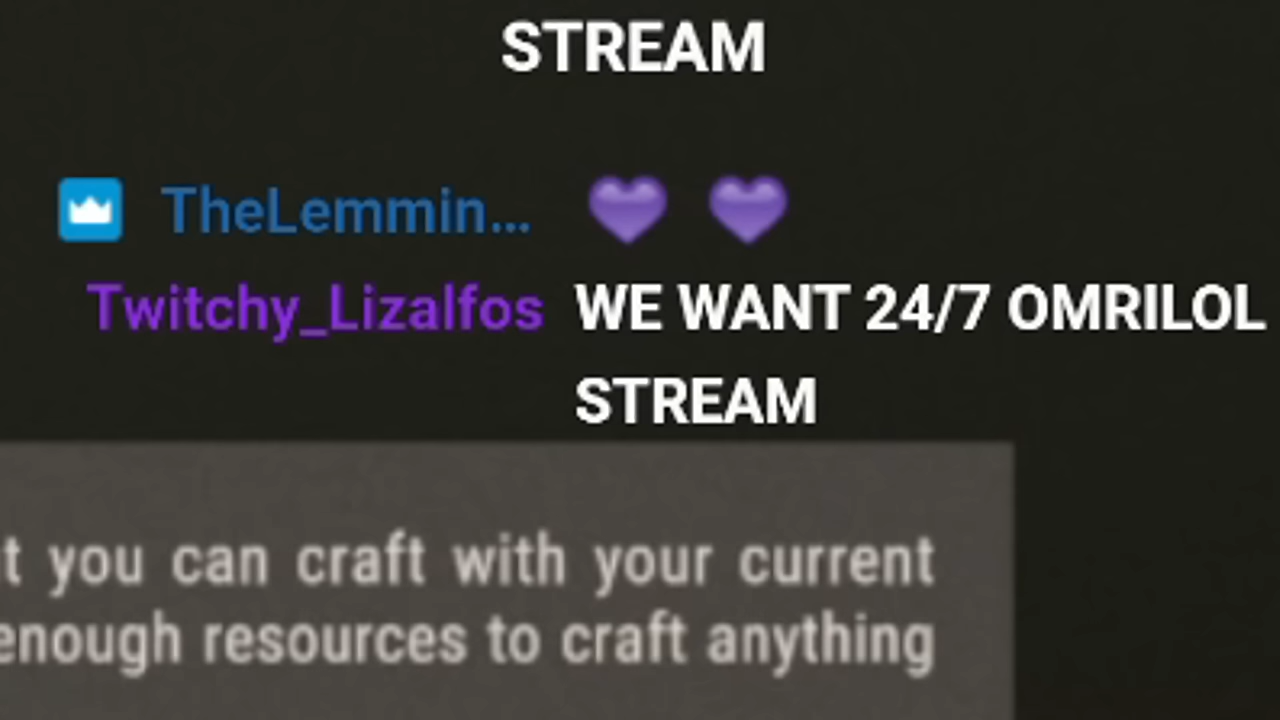 STREAM
TheLemmin... 💜 💜
Twitchy_Lizalfos WE WANT 24/7 OMRILOL
STREAM
t you can craft with your current
enough resources to craft anything